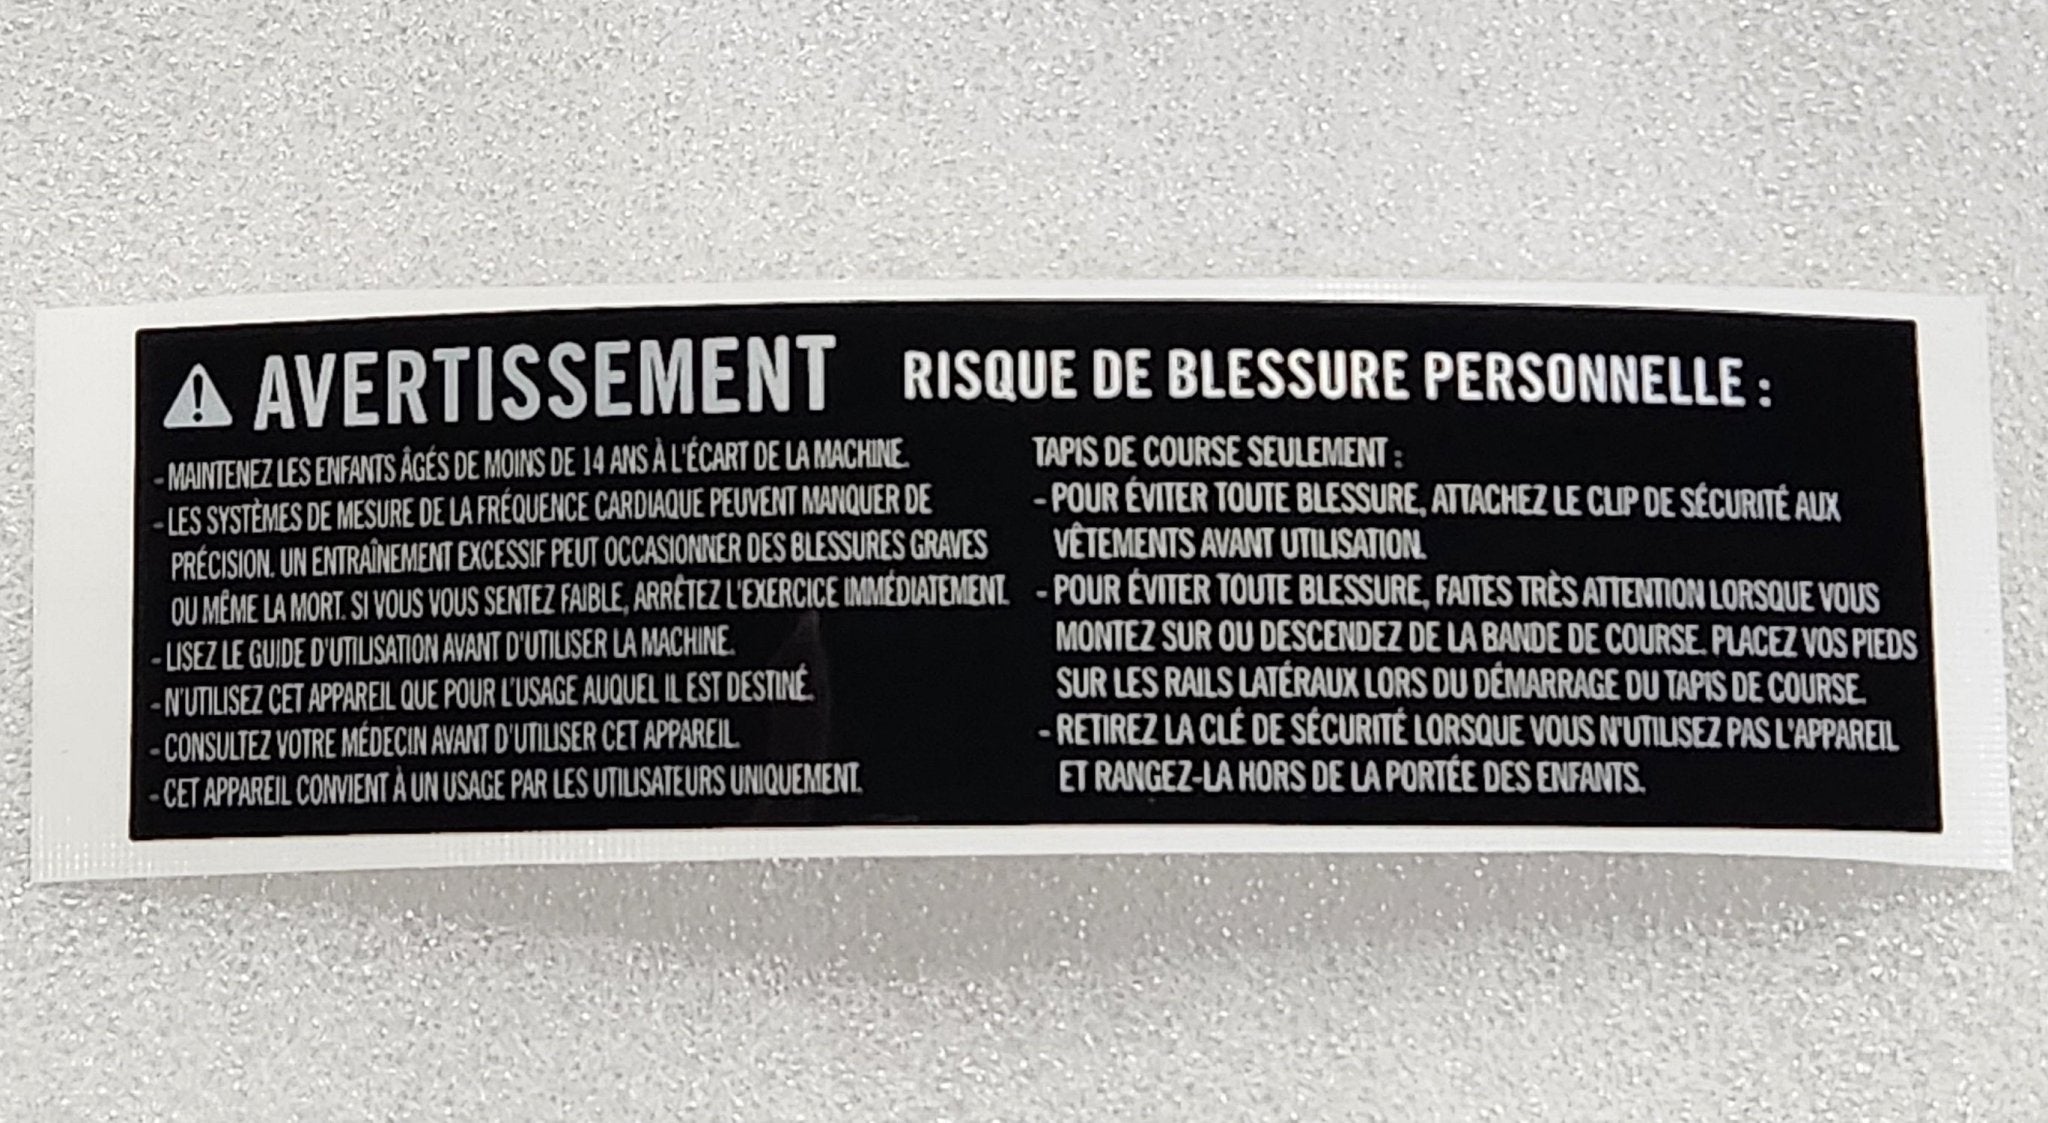 AVERTISSEMENT RISQUE DE BLESSURE PERSONNELLE :
- MAINTENEZ LES ENFANTS ÂGÉS DE MOINS DE 14 ANS À L'ÉCART DE LA MACHINE.
- LES SYSTÈMES DE MESURE DE LA FRÉQUENCE CARDIAQUE PEUVENT MANQUER DE
PRÉCISION. UN ENTRAÎNEMENT EXCESSIF PEUT OCCASIONNER DES BLESSURES GRAVES
OU MÊME LA MORT. SI VOUS VOUS SENTEZ FAIBLE, ARRÊTEZ L'EXERCICE IMMÉDIATEMENT.
- LISEZ LE GUIDE D'UTILISATION AVANT D'UTILISER LA MACHINE.
- N'UTILISEZ CET APPAREIL QUE POUR L'USAGE AUQUEL IL EST DESTINÉ.
- CONSULTEZ VOTRE MÉDECIN AVANT D'UTILISER CET APPAREIL.
- CET APPAREIL CONVIENT À UN USAGE PAR LES UTILISATEURS UNIQUEMENT.
TAPIS DE COURSE SEULEMENT :
- POUR ÉVITER TOUTE BLESSURE, ATTACHEZ LE CLIP DE SÉCURITÉ AUX
VÊTEMENTS AVANT UTILISATION.
- POUR ÉVITER TOUTE BLESSURE, FAITES TRÈS ATTENTION LORSQUE VOUS
MONTEZ SUR OU DESCENDEZ DE LA BANDE DE COURSE. PLACEZ VOS PIEDS
SUR LES RAILS LATÉRAUX LORS DU DÉMARRAGE DU TAPIS DE COURSE.
- RETIREZ LA CLÉ DE SÉCURITÉ LORSQUE VOUS N'UTILISEZ PAS L'APPAREIL
ET RANGEZ-LA HORS DE LA PORTÉE DES ENFANTS.